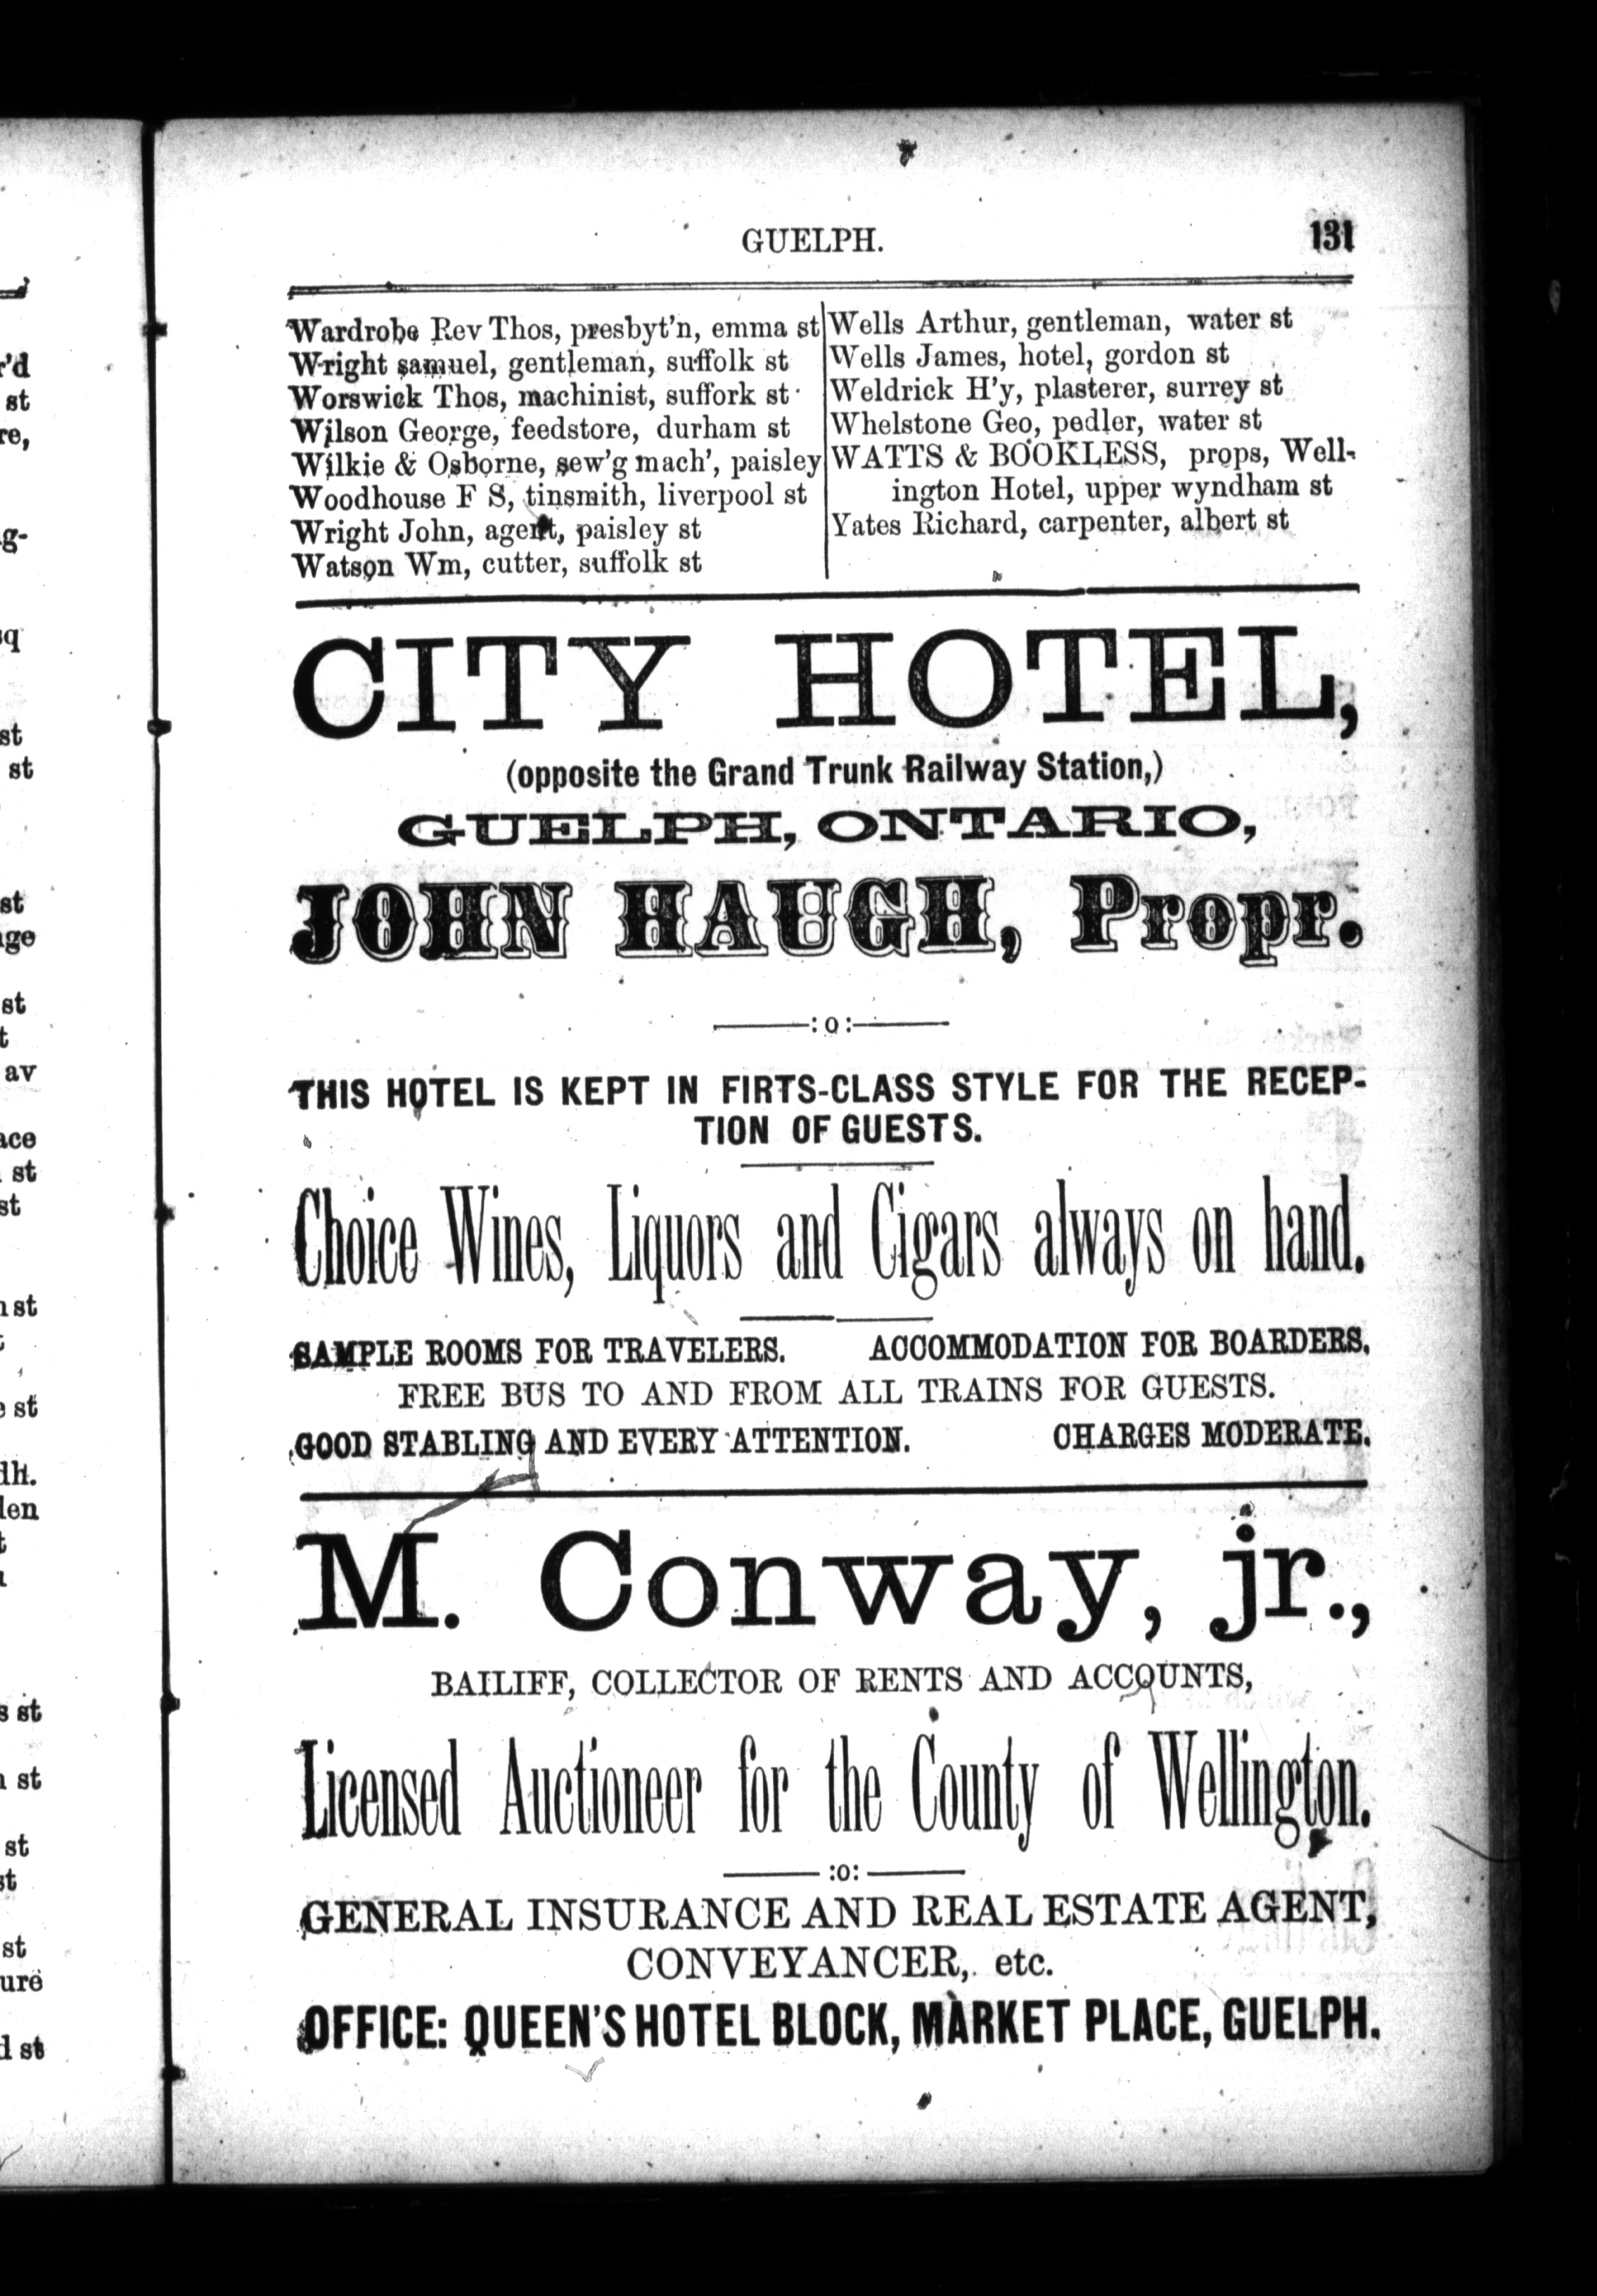 GUELPH. 131
Wardrobe Rev Thos, presbyt'n, emma st
Wright samuel, gentleman, suffolk st
Worswick Thos, machinist, suffork st
Wilson George, feedstore, durham st
Wilkie & Osborne, sew'g mach', paisley
Woodhouse F S, tinsmith, liverpool st
Wright John, agent, paisley st
Watson Wm, cutter, suffolk st
Wells Arthur, gentleman, water st
Wells James, hotel, gordon st
Weldrick H'y, plasterer, surrey st
Whelstone Geo, pedler, water st
WATTS & BOOKLESS, props, Well-
ington Hotel, upper wyndham st
Yates Richard, carpenter, albert st
CITY HOTEL,
(opposite the Grand Trunk Railway Station,)
GUELPH, ONTARIO,
JOHN HAUGH, Propr.
:o:
THIS HOTEL IS KEPT IN FIRTS-CLASS STYLE FOR THE RECEP-
TION OF GUESTS.
Choice Wines, Liquors and Cigars always on hand.
SAMPLE ROOMS FOR TRAVELERS. ACCOMMODATION FOR BOARDERS.
FREE BUS TO AND FROM ALL TRAINS FOR GUESTS.
GOOD STABLING AND EVERY ATTENTION. CHARGES MODERATE.
M. Conway, jr.,
BAILIFF, COLLECTOR OF RENTS AND ACCOUNTS,
Licensed Auctioneer for the County of Wellington.
:o:
GENERAL INSURANCE AND REAL ESTATE AGENT,
CONVEYANCER, etc.
OFFICE: QUEEN'S HOTEL BLOCK, MARKET PLACE, GUELPH.